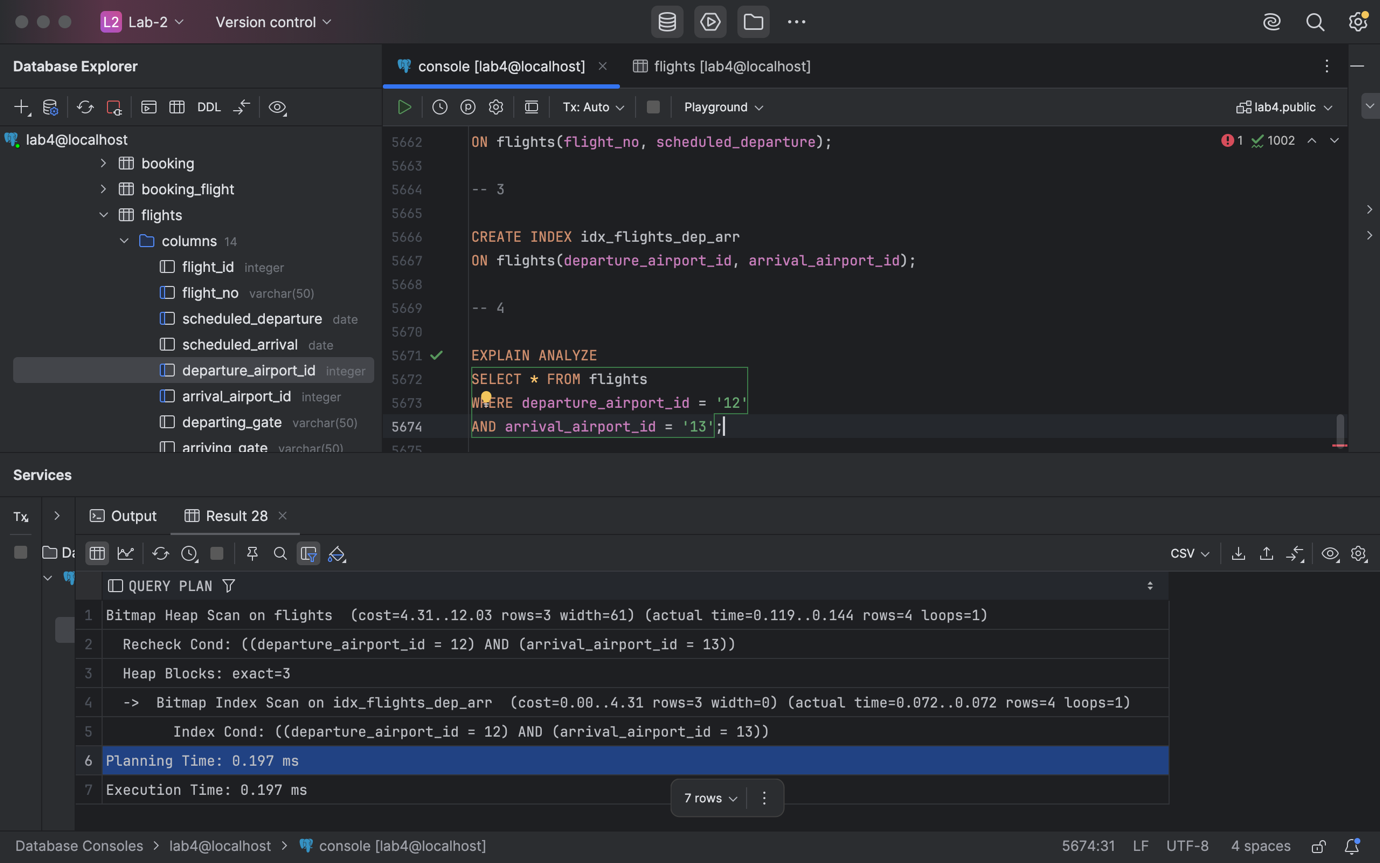 L2 Lab-2 Version control
Database Explorer
console [lab4@localhost]
flights [lab4@localhost]
DDL
Tx: Auto
Playground
lab4.public
lab4@localhost
booking
booking_flight
flights
columns 14
flight_id integer
flight_no varchar(50)
scheduled_departure date
scheduled_arrival date
departure_airport_id integer
arrival_airport_id integer
departing_gate varchar(50)
arriving_gate varchar(50)
1 1002
5662 ON flights(flight_no, scheduled_departure);
5663
5664 -- 3
5665
5666 CREATE INDEX idx_flights_dep_arr
5667 ON flights(departure_airport_id, arrival_airport_id);
5668
5669 -- 4
5670
5671 EXPLAIN ANALYZE
5672 SELECT * FROM flights
5673 WHERE departure_airport_id = '12'
5674 AND arrival_airport_id = '13';
5675
Services
Tx
Output
Result 28
Da
CSV
QUERY PLAN
1 Bitmap Heap Scan on flights  (cost=4.31..12.03 rows=3 width=61) (actual time=0.119..0.144 rows=4 loops=1)
2   Recheck Cond: ((departure_airport_id = 12) AND (arrival_airport_id = 13))
3   Heap Blocks: exact=3
4   ->  Bitmap Index Scan on idx_flights_dep_arr  (cost=0.00..4.31 rows=3 width=0) (actual time=0.072..0.072 rows=4 loops=1)
5         Index Cond: ((departure_airport_id = 12) AND (arrival_airport_id = 13))
6 Planning Time: 0.197 ms
7 Execution Time: 0.197 ms
7 rows
Database Consoles > lab4@localhost > console [lab4@localhost]
5674:31 LF UTF-8 4 spaces